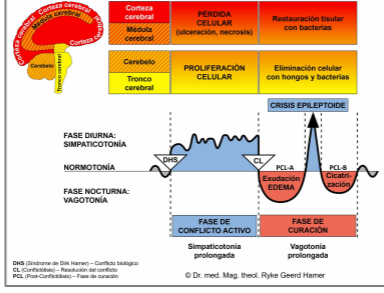 Corteza cerebral
Corteza cerebral
Corteza cerebral
Médula cerebral
Cerebelo
Tronco cerebral
Corteza
cerebral
Médula
cerebral
PÉRDIDA
CELULAR
(ulceración, necrosis)
Restauración tisular
con bacterias
Cerebelo
Tronco
cerebral
PROLIFERACIÓN
CELULAR
Eliminación celular
con hongos y bacterias
CRISIS EPILEPTOIDE
FASE DIURNA:
SIMPATICOTONÍA
NORMOTONÍA
FASE NOCTURNA:
VAGOTONÍA
DHS
CL
PCL-A
Exudación
EDEMA
PCL-B
Cicatri-
zación
FASE DE
CONFLICTO ACTIVO
FASE DE
CURACIÓN
Simpaticotonía
prolongada
Vagotonía
prolongada
DHS (Síndrome de Dirk Hamer) – Conflicto biológico
CL (Conflictólisis) – Resolución del conflicto
PCL (Post-Conflictólisis) – Fase de curación
© Dr. med. Mag. theol. Ryke Geerd Hamer